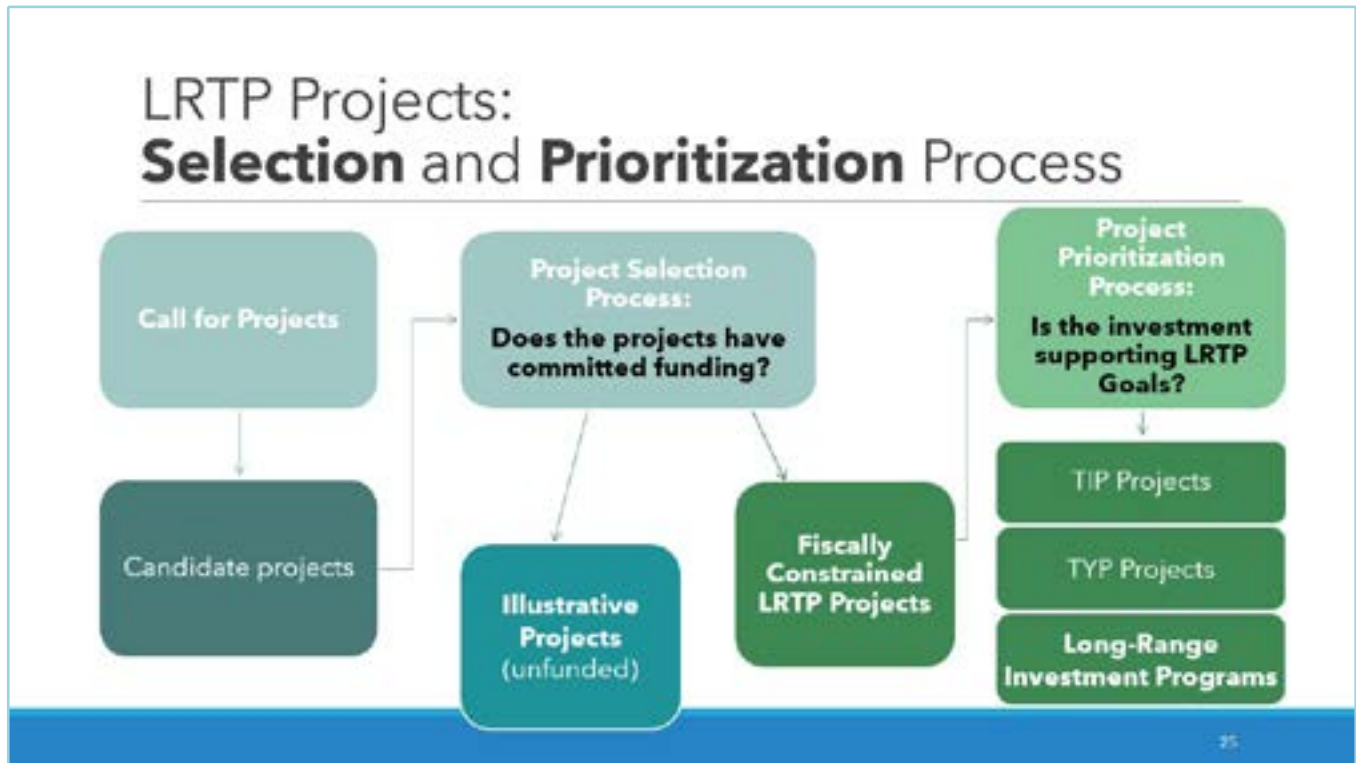 LRTP Projects:
Selection and Prioritization Process
Call for Projects
Candidate projects
Project Selection
Process:
Does the projects have
committed funding?
Illustrative
Projects
(unfunded)
Fiscally
Constrained
LRTP Projects
Project
Prioritization
Process:
Is the investment
supporting LRTP
Goals?
TIP Projects
TYP Projects
Long-Range
Investment Programs